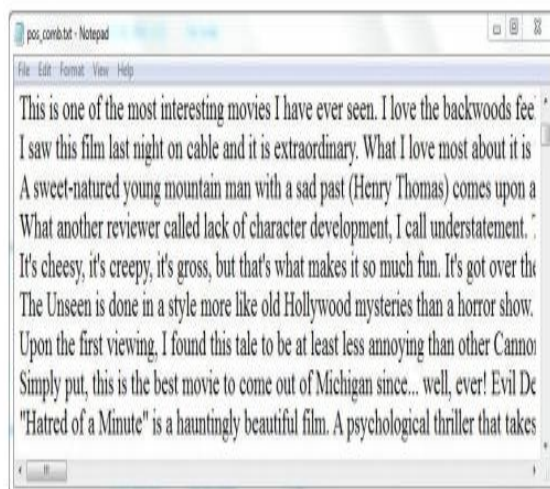 pos_comb.txt - Notepad
File Edit Format View Help
This is one of the most interesting movies I have ever seen. I love the backwoods fee
I saw this film last night on cable and it is extraordinary. What I love most about it is
A sweet-natured young mountain man with a sad past (Henry Thomas) comes upon a
What another reviewer called lack of character development, I call understatement.
It's cheesy, it's creepy, it's gross, but that's what makes it so much fun. It's got over the
The Unseen is done in a style more like old Hollywood mysteries than a horror show.
Upon the first viewing, I found this tale to be at least less annoying than other Cannon
Simply put, this is the best movie to come out of Michigan since... well, ever! Evil De
"Hatred of a Minute" is a hauntingly beautiful film. A psychological thriller that takes